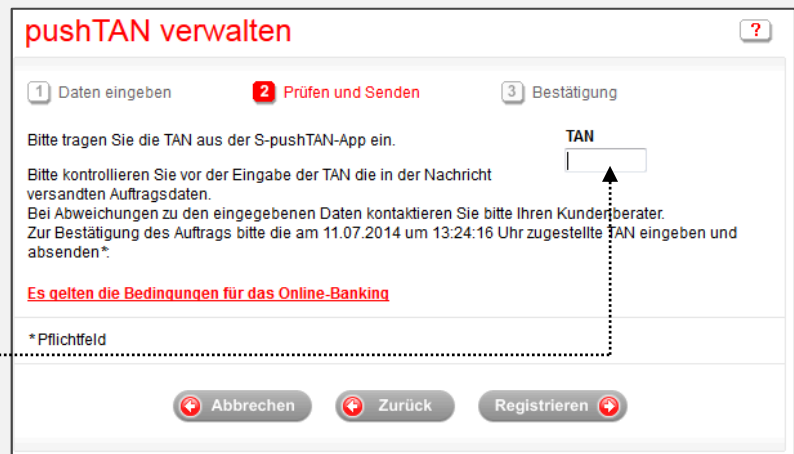 pushTAN verwalten
?
1 Daten eingeben
2 Prüfen und Senden
3 Bestätigung
Bitte tragen Sie die TAN aus der S-pushTAN-App ein.
TAN
Bitte kontrollieren Sie vor der Eingabe der TAN die in der Nachricht
versandten Auftragsdaten.
Bei Abweichungen zu den eingegebenen Daten kontaktieren Sie bitte Ihren Kundenberater.
Zur Bestätigung des Auftrags bitte die am 11.07.2014 um 13:24:16 Uhr zugestellte TAN eingeben und
absenden*:
Es gelten die Bedingungen für das Online-Banking
*Pflichtfeld
Abbrechen
Zurück
Registrieren